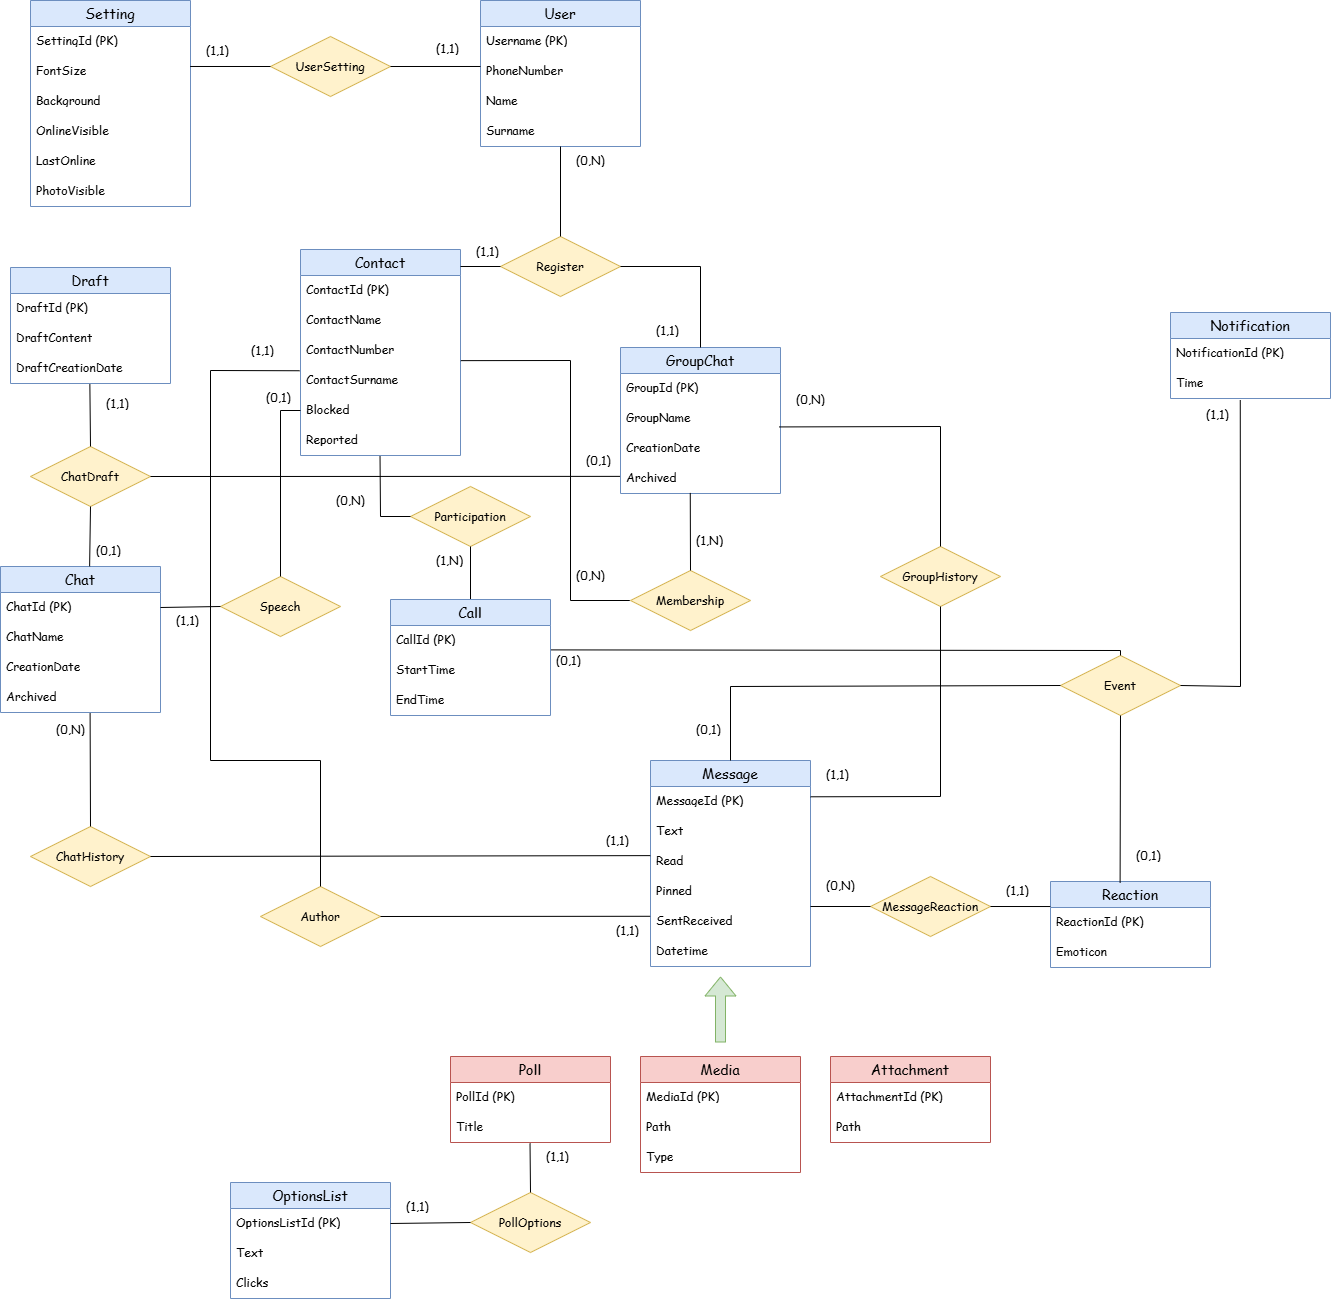 Setting
SettingId (PK)
FontSize
Background
OnlineVisible
LastOnline
PhotoVisible
(1,1)
UserSetting
(1,1)
User
Username (PK)
PhoneNumber
Name
Surname
(0,N)
Register
(1,1)
(1,1)
Contact
ContactId (PK)
ContactName
ContactNumber
ContactSurname
Blocked
Reported
Draft
DraftId (PK)
DraftContent
DraftCreationDate
(1,1)
ChatDraft
(0,1)
(0,1)
(1,1)
(0,1)
GroupChat
GroupId (PK)
GroupName
CreationDate
Archived
(0,N)
Notification
NotificationId (PK)
Time
(1,1)
(0,N)
Participation
(1,N)
(1,N)
(0,N)
Membership
GroupHistory
Chat
ChatId (PK)
ChatName
CreationDate
Archived
(1,1)
Speech
Call
CallId (PK)
StartTime
EndTime
(0,1)
Event
(0,N)
(0,1)
ChatHistory
(1,1)
Author
(1,1)
Message
MessageId (PK)
Text
Read
Pinned
SentReceived
Datetime
(1,1)
(0,N)
MessageReaction
(1,1)
(0,1)
Reaction
ReactionId (PK)
Emoticon
Poll
PollId (PK)
Title
Media
MediaId (PK)
Path
Type
Attachment
AttachmentId (PK)
Path
(1,1)
PollOptions
(1,1)
OptionsList
OptionsListId (PK)
Text
Clicks